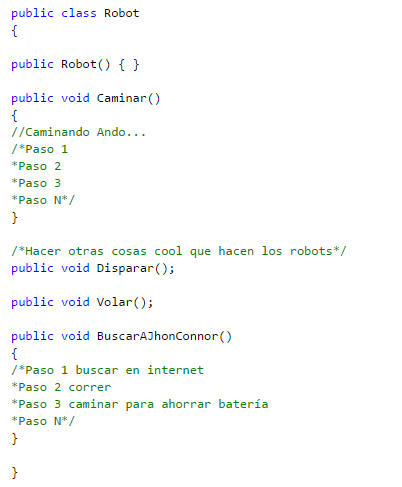 public class Robot
{
public Robot() { }
public void Caminar()
{
//Caminando Ando...
/*Paso 1
*Paso 2
*Paso 3
*Paso N*/
}
/*Hacer otras cosas cool que hacen los robots*/
public void Disparar();
public void Volar();
public void BuscarAJhonConnor()
{
/*Paso 1 buscar en internet
*Paso 2 correr
*Paso 3 caminar para ahorrar batería
*Paso N*/
}
}